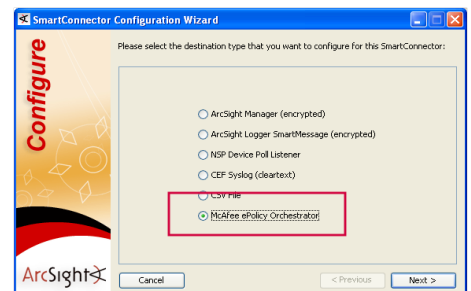 SmartConnector Configuration Wizard
Configure
Please select the destination type that you want to configure for this SmartConnector:
ArcSight Manager (encrypted)
ArcSight Logger SmartMessage (encrypted)
NSP Device Poll Listener
CEF Syslog (cleartext)
CSV File
McAfee ePolicy Orchestrator
ArcSight
Cancel
< Previous
Next >